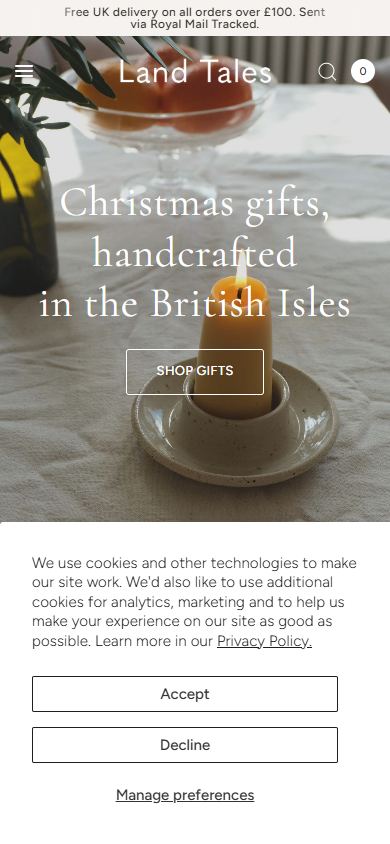 Free UK delivery on all orders over £100. Sent
via Royal Mail Tracked.
Land Tales
0
Christmas gifts,
handcrafted
in the British Isles
SHOP GIFTS
We use cookies and other technologies to make
our site work. We'd also like to use additional
cookies for analytics, marketing and to help us
make your experience on our site as good as
possible. Learn more in our Privacy Policy.
Accept
Decline
Manage preferences